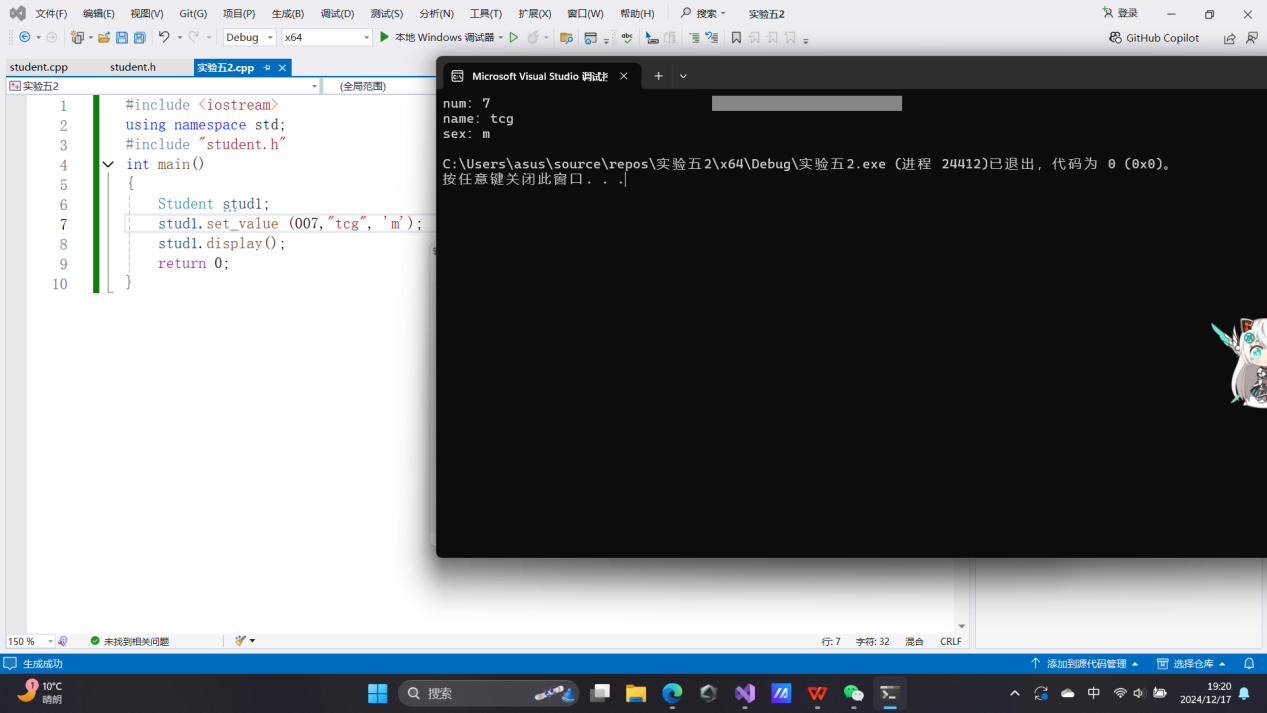 文件(F) 编辑(E) 视图(V) Git(G) 项目(P) 生成(B) 调试(D) 测试(S) 分析(N) 工具(T) 扩展(X) 窗口(W) 帮助(H) 搜索 实验五2 登录
Debug x64 本地 Windows 调试器 GitHub Copilot
student.cpp student.h 实验五2.cpp
实验五2 (全局范围)
1 #include <iostream>
2 using namespace std;
3 #include "student.h"
4 int main()
5 {
6 Student stud1;
7 stud1.set_value (007,"tcg", 'm');
8 stud1.display();
9 return 0;
10 }
Microsoft Visual Studio 调试
num: 7
name: tcg
sex: m
C:\Users\asus\source\repos\实验五2\x64\Debug\实验五2.exe (进程 24412)已退出，代码为 0 (0x0)。
按任意键关闭此窗口. . .
150 % 未找到相关问题 行: 7 字符: 32 混合 CRLF
生成成功 添加到源代码管理 选择仓库
1 10°C
晴朗
搜索
中
19:20
2024/12/17